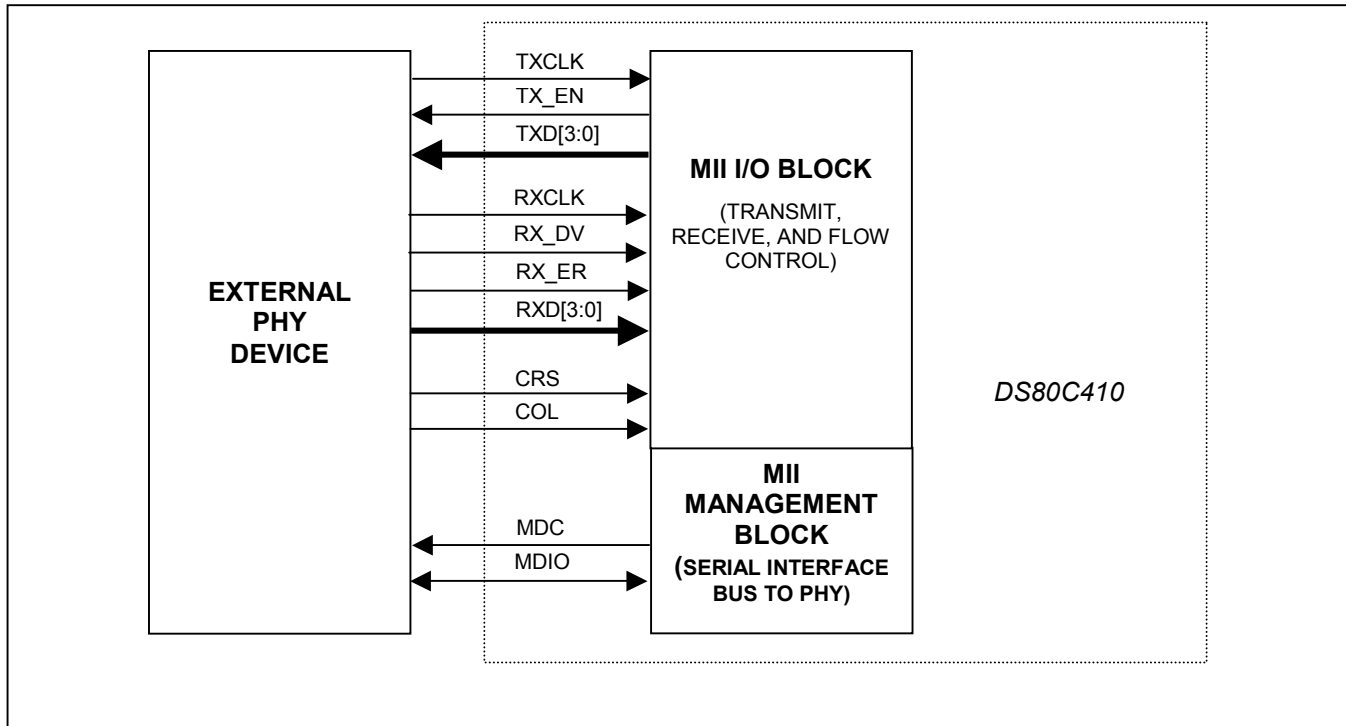 EXTERNAL
PHY
DEVICE
TXCLK
TX_EN
TXD[3:0]
RXCLK
RX_DV
RX_ER
RXD[3:0]
CRS
COL
MDC
MDIO
MII I/O BLOCK
(TRANSMIT,
RECEIVE, AND FLOW
CONTROL)
MII
MANAGEMENT
BLOCK
(SERIAL INTERFACE
BUS TO PHY)
DS80C410